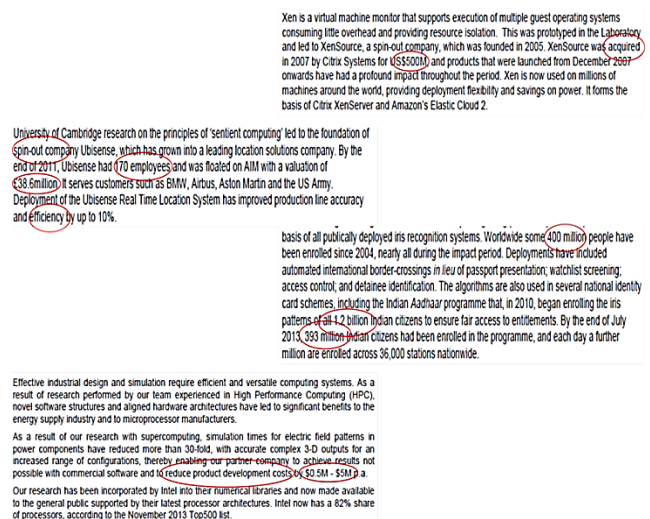 Xen is a virtual machine monitor that supports execution of multiple guest operating systems
consuming little overhead and providing resource isolation. This was prototyped in the Laboratory
and led to XenSource, a spin-out company, which was founded in 2005. XenSource was acquired
in 2007 by Citrix Systems for US$500M and products that were launched from December 2007
onwards have had a profound impact throughout the period. Xen is now used on millions of
machines around the world, providing deployment flexibility and savings on power. It forms the
basis of Citrix XenServer and Amazon's Elastic Cloud 2.
University of Cambridge research on the principles of 'sentient computing' led to the foundation of
spin-out company Ubisense, which has grown into a leading location solutions company. By the
end of 2011, Ubisense had 170 employees and was floated on AIM with a valuation of
£38.6million. It serves customers such as BMW, Airbus, Aston Martin and the US Army.
Deployment of the Ubisense Real Time Location System has improved production line accuracy
and efficiency by up to 10%.
basis of all publically deployed iris recognition systems. Worldwide some 400 million people have
been enrolled since 2004, nearly all during the impact period. Deployments have included
automated international border-crossings in lieu of passport presentation; watchlist screening;
access control; and detainee identification. The algorithms are also used in several national identity
card schemes, including the Indian Aadhaar programme that, in 2010, began enrolling the iris
patterns of all 1.2 billion Indian citizens to ensure fair access to entitlements. By the end of July
2013, 393 million Indian citizens had been enrolled in the programme, and each day a further
million are enrolled across 36,000 stations nationwide.
Effective industrial design and simulation require efficient and versatile computing systems. As a
result of research performed by our team experienced in High Performance Computing (HPC),
novel software structures and aligned hardware architectures have led to significant benefits to the
energy supply industry and to microprocessor manufacturers.
As a result of our research with supercomputing, simulation times for electric field patterns in
power components have reduced more than 30-fold, with accurate complex 3-D outputs for an
increased range of configurations, thereby enabling our partner company to achieve results not
possible with commercial software and to reduce product development costs by $0.5M - $5M p.a.
Our research has been incorporated by Intel into their numerical libraries and now made available
to the general public supported by their latest processor architectures. Intel now has a 82% share
of processors, according to the November 2013 Top500 list.